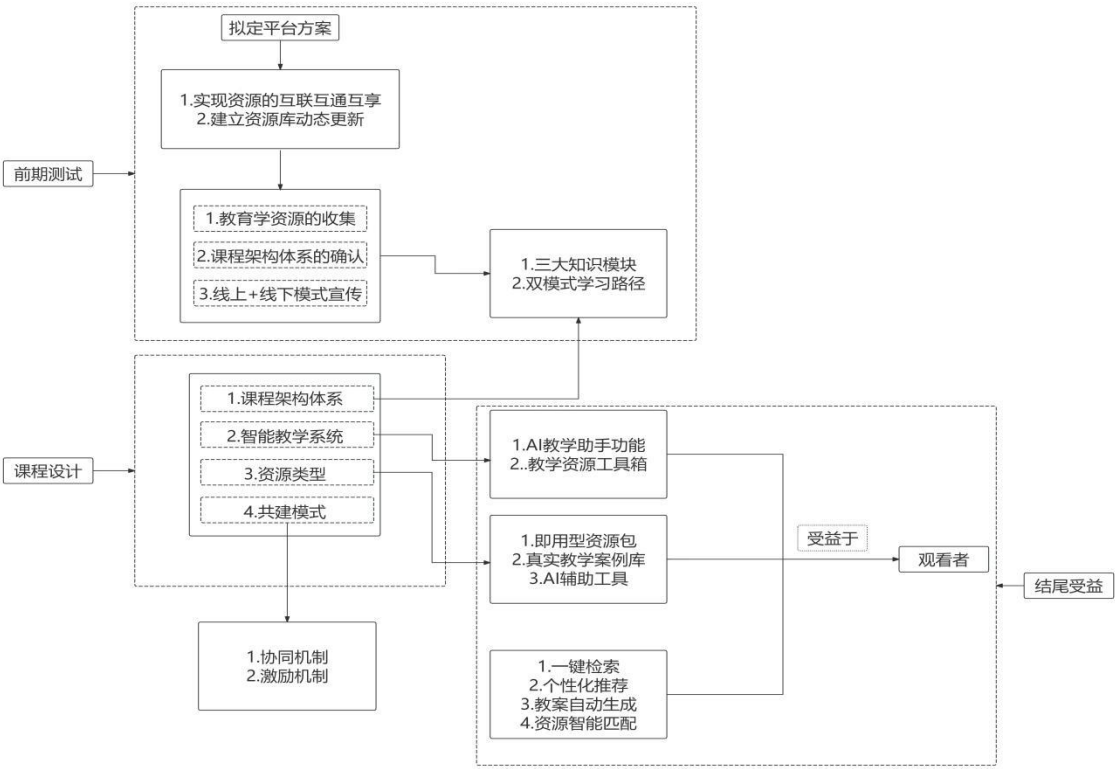 拟定平台方案
1.实现资源的互联互通互享
2.建立资源库动态更新
前期测试
1.教育学资源的收集
2.课程架构体系的确认
3.线上+线下模式宣传
1.三大知识模块
2.双模式学习路径
课程设计
1.课程架构体系
2.智能教学系统
3.资源类型
4.共建模式
1.协同机制
2.激励机制
1.AI教学助手功能
2..教学资源工具箱
1.即用型资源包
2.真实教学案例库
3.AI辅助工具
1.一键检索
2.个性化推荐
3.教案自动生成
4.资源智能匹配
受益于
观看者
结尾受益